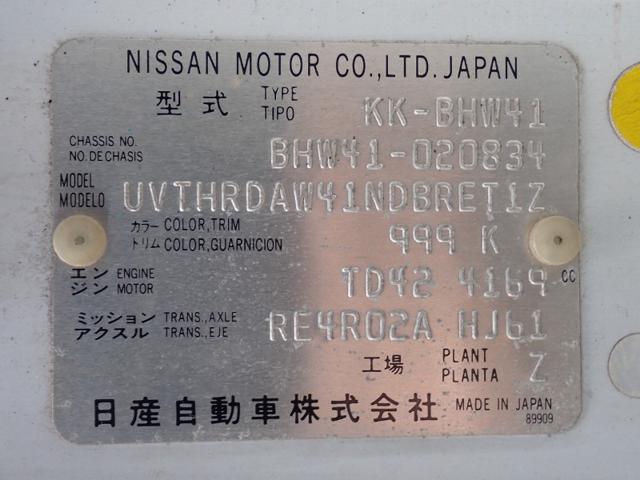 NISSAN MOTOR CO.,LTD. JAPAN
型式 TYPE TIPO KK-BHW41
CHASSIS NO. NO. DE CHASIS BHW41-020834
MODEL MODELO UVTHRDAW41NDBRET1Z
カラー COLOR,TRIM
トリム COLOR,GUARNICION 999 K
エンジン ENGINE MOTOR TD42 4169 CC
ミッション TRANS.,AXLE
アクスル TRANS.,EJE RE4R02A HJ61
工場 PLANT PLANTA Z
日産自動車株式会社 MADE IN JAPAN
89909